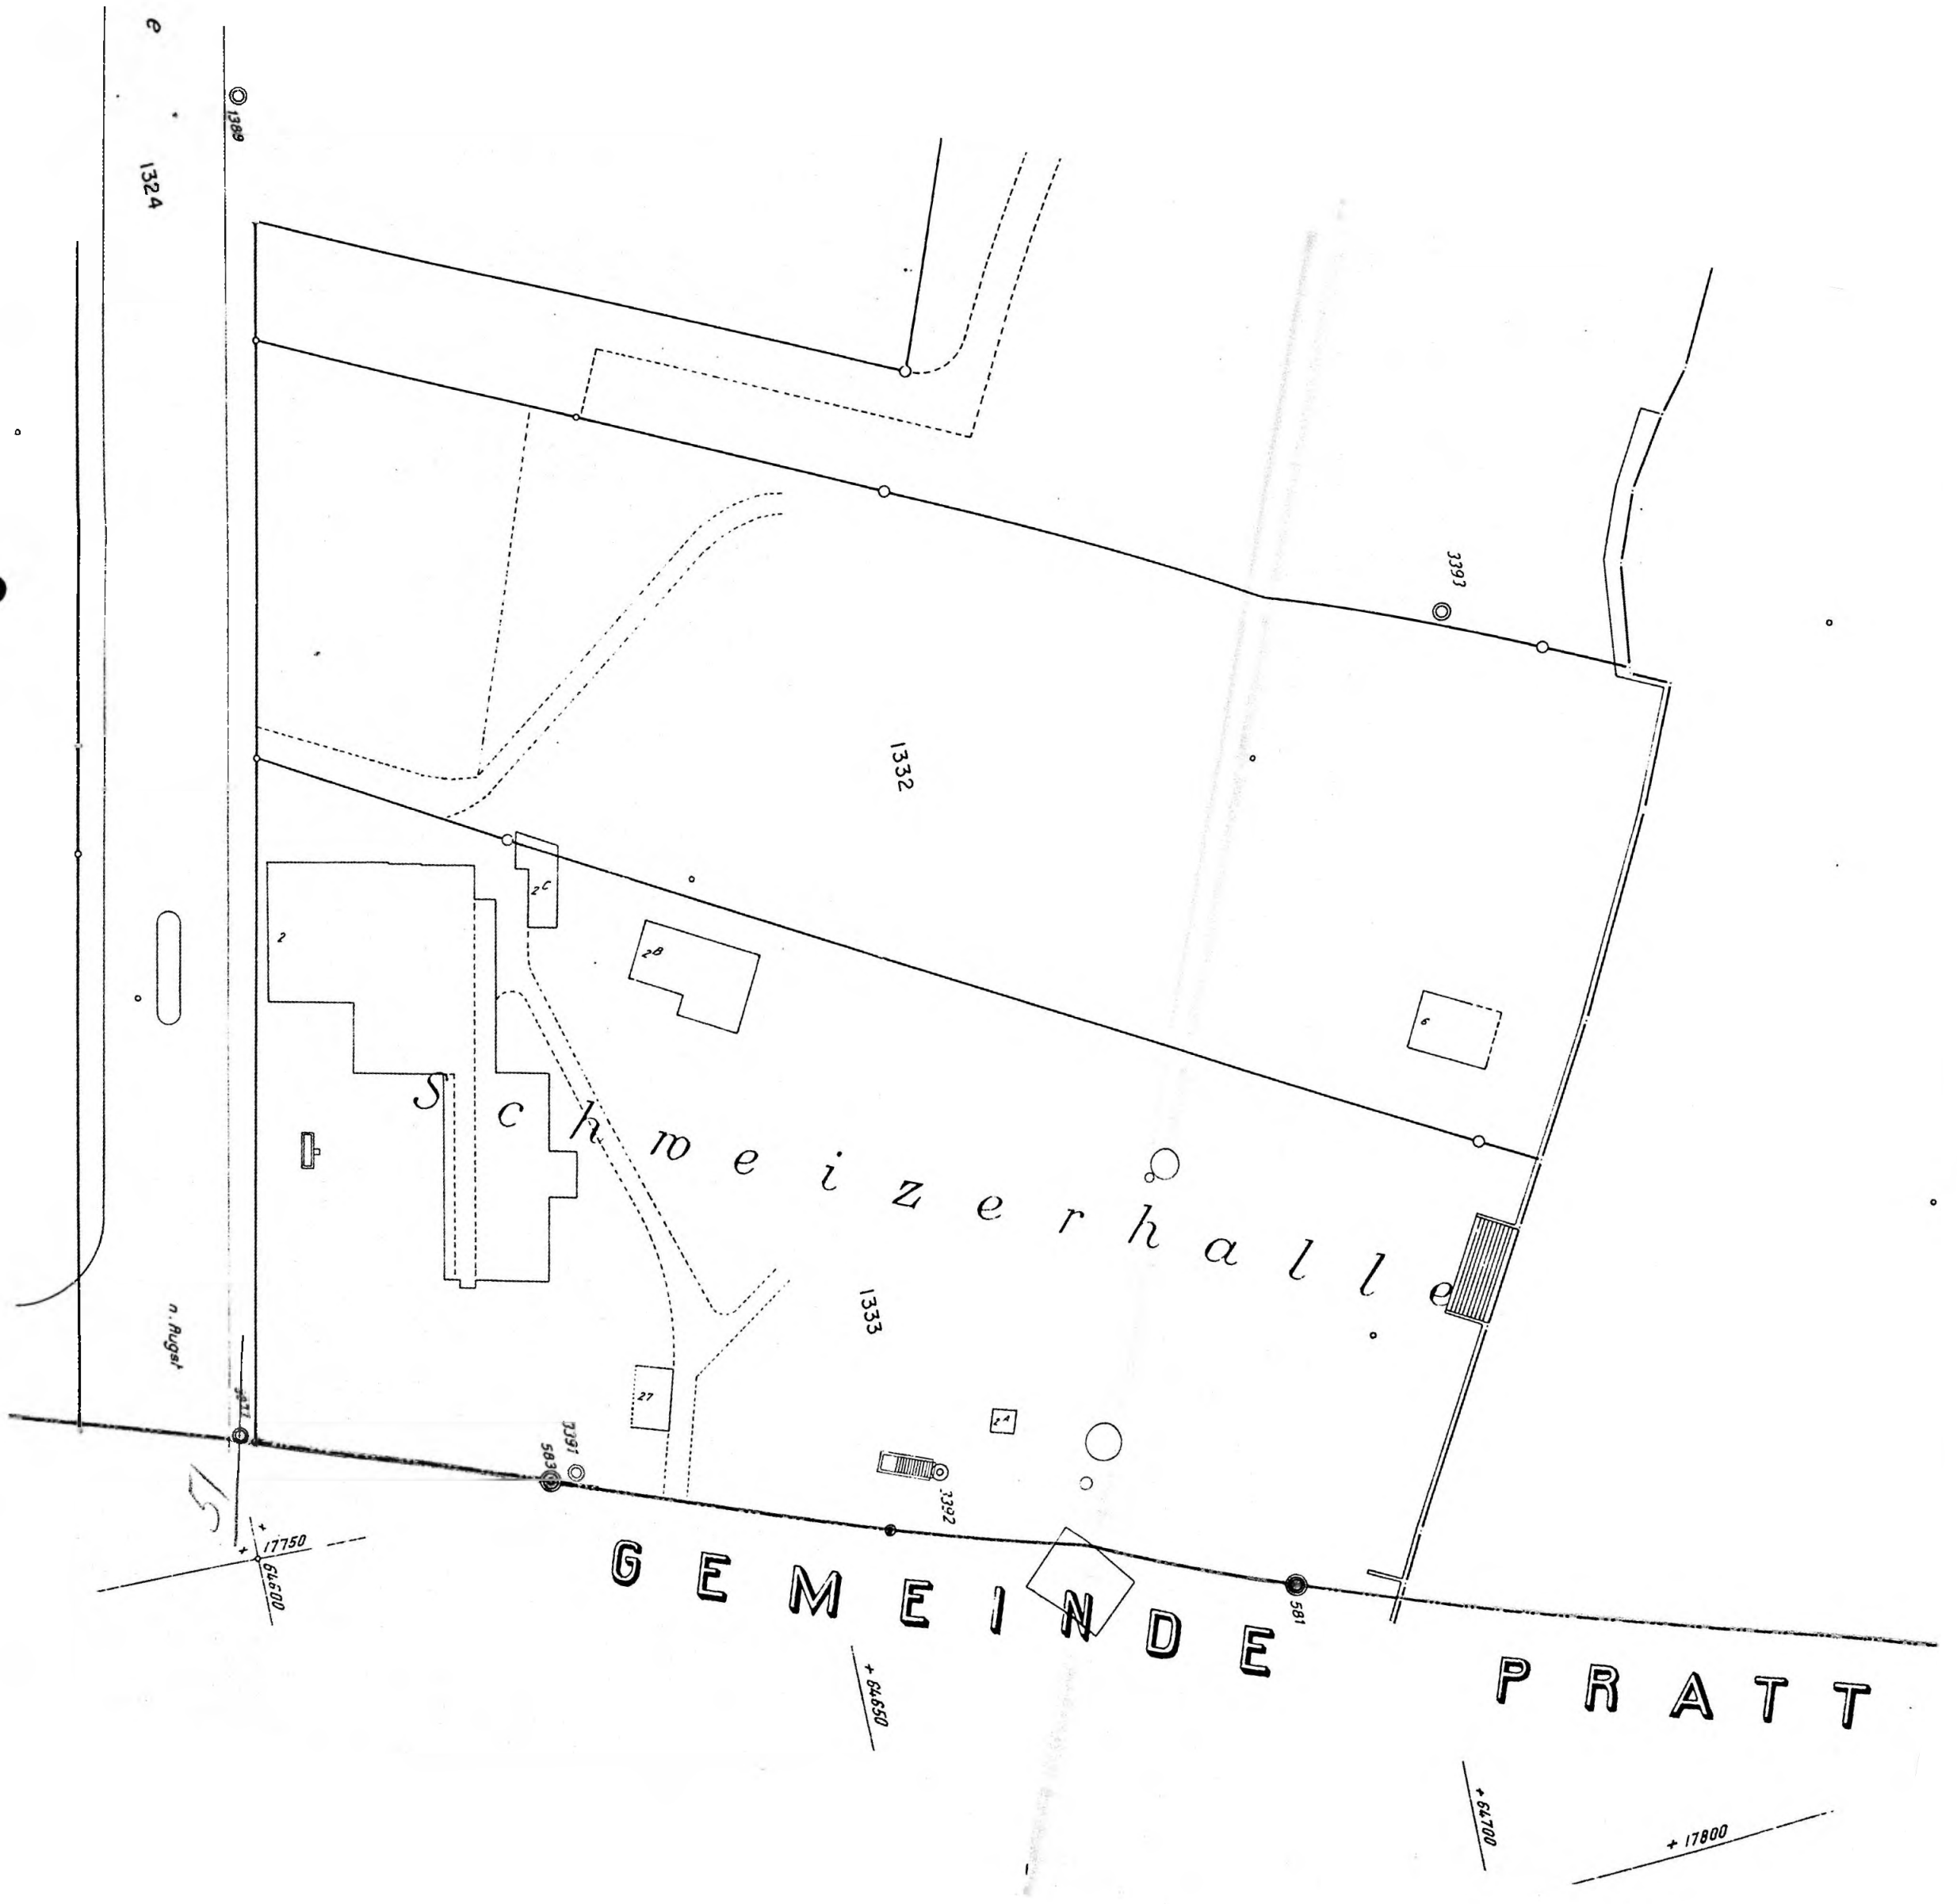 e
1389
1324
3393
1332
2C
2
2B
6
Schweizerhalle
1333
n. Augst
27
2A
3391
583
3392
51
17750
64600
581
GEMEINDE PRATT
+ 64650
+ 64700
+ 17800